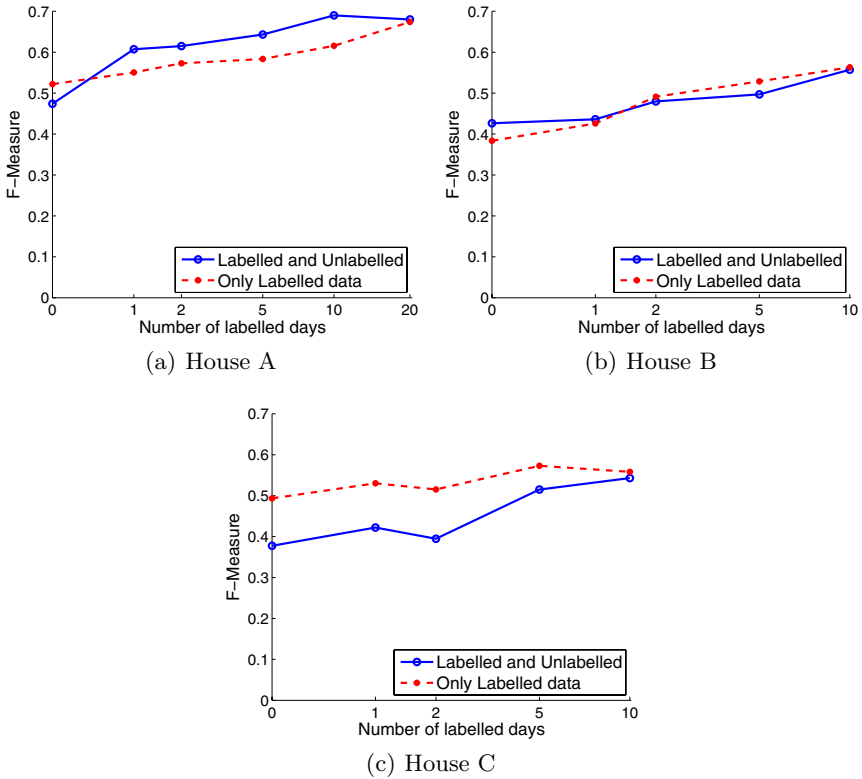 0.7
0.6
0.5
0.4
0.3
0.2
0.1
0
F-Measure
0 1 2 5 10 20
Number of labelled days
Labelled and Unlabelled
Only Labelled data
(a) House A
0.7
0.6
0.5
0.4
0.3
0.2
0.1
0
F-Measure
0 1 2 5 10
Number of labelled days
Labelled and Unlabelled
Only Labelled data
(b) House B
0.7
0.6
0.5
0.4
0.3
0.2
0.1
0
F-Measure
0 1 2 5 10
Number of labelled days
Labelled and Unlabelled
Only Labelled data
(c) House C